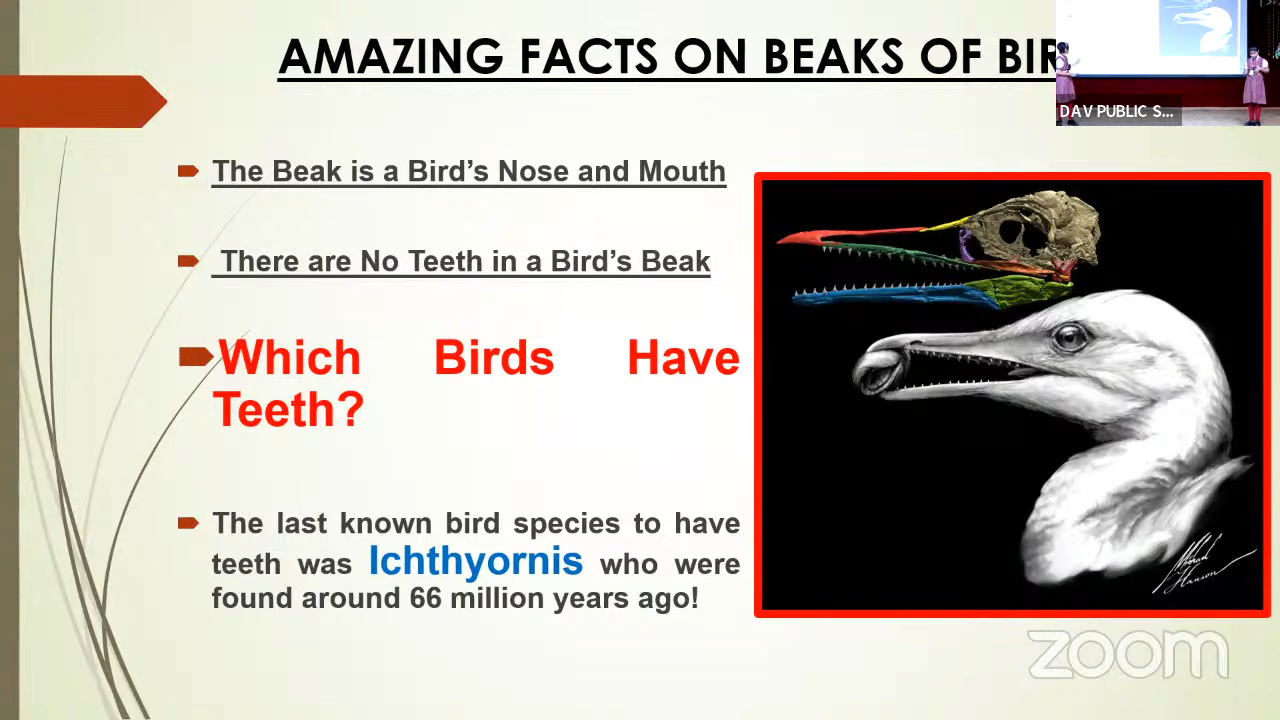 AMAZING FACTS ON BEAKS OF BIR
DAV PUBLIC S...
The Beak is a Bird's Nose and Mouth
There are No Teeth in a Bird's Beak
Which Birds Have
Teeth?
The last known bird species to have
teeth was Ichthyornis who were
found around 66 million years ago!
zoom